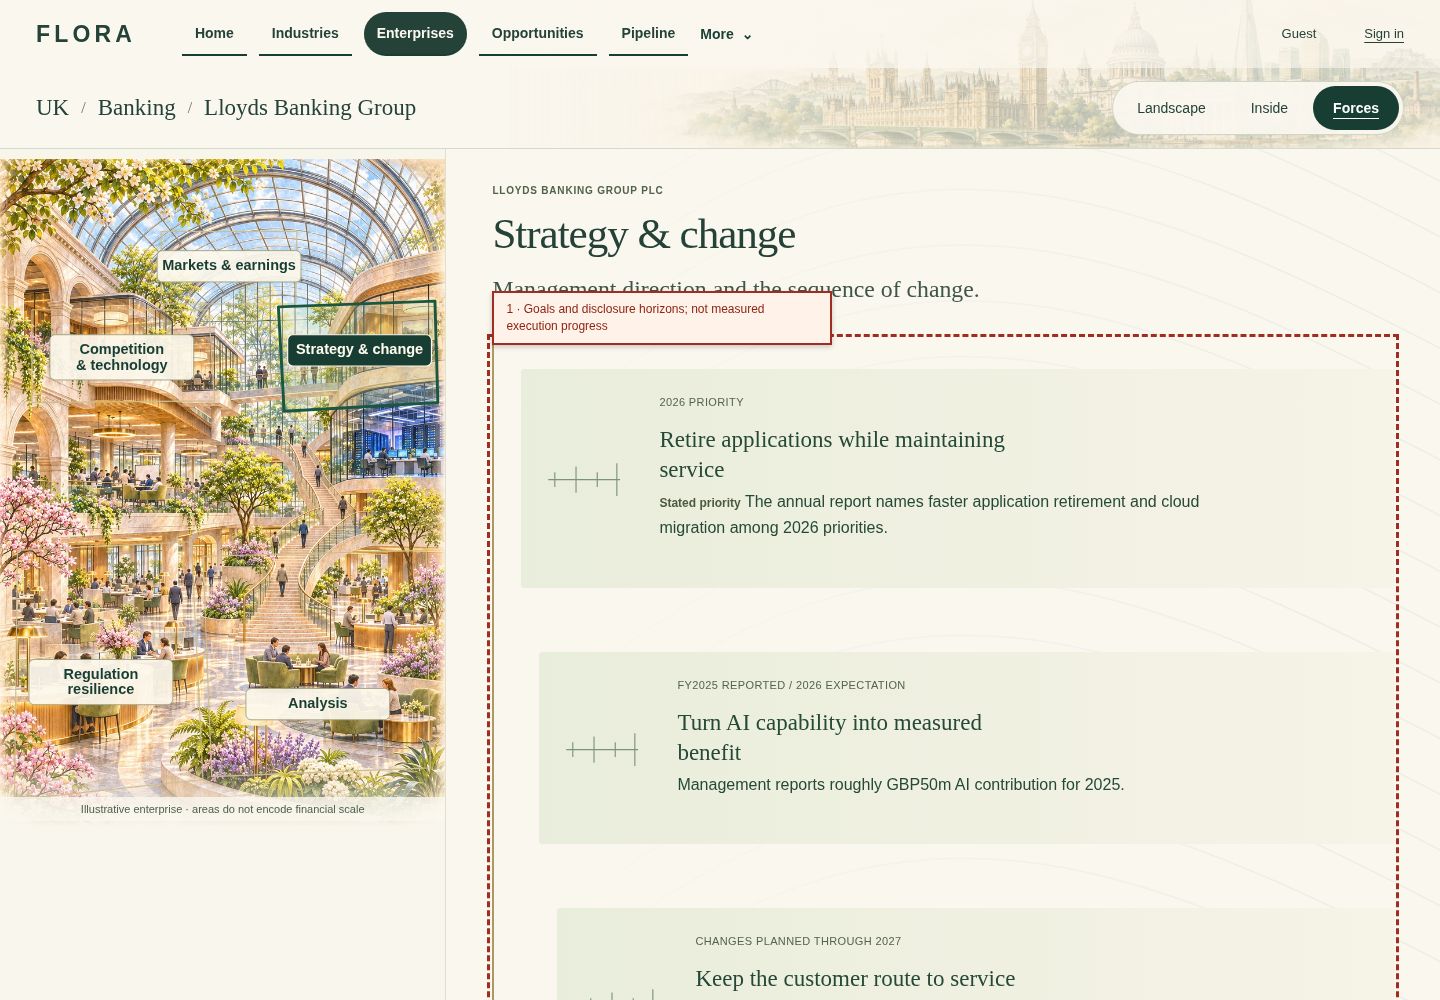 FLORA
Home
Industries
Enterprises
Opportunities
Pipeline
More
Guest
Sign in
UK / Banking / Lloyds Banking Group
Landscape
Inside
Forces
Markets & earnings
Competition
& technology
Strategy & change
Regulation
resilience
Analysis
Illustrative enterprise · areas do not encode financial scale
LLOYDS BANKING GROUP PLC
Strategy & change
Management direction and the sequence of change.
1 · Goals and disclosure horizons; not measured
execution progress
2026 PRIORITY
Retire applications while maintaining
service
Stated priority The annual report names faster application retirement and cloud
migration among 2026 priorities.
FY2025 REPORTED / 2026 EXPECTATION
Turn AI capability into measured
benefit
Management reports roughly GBP50m AI contribution for 2025.
CHANGES PLANNED THROUGH 2027
Keep the customer route to service